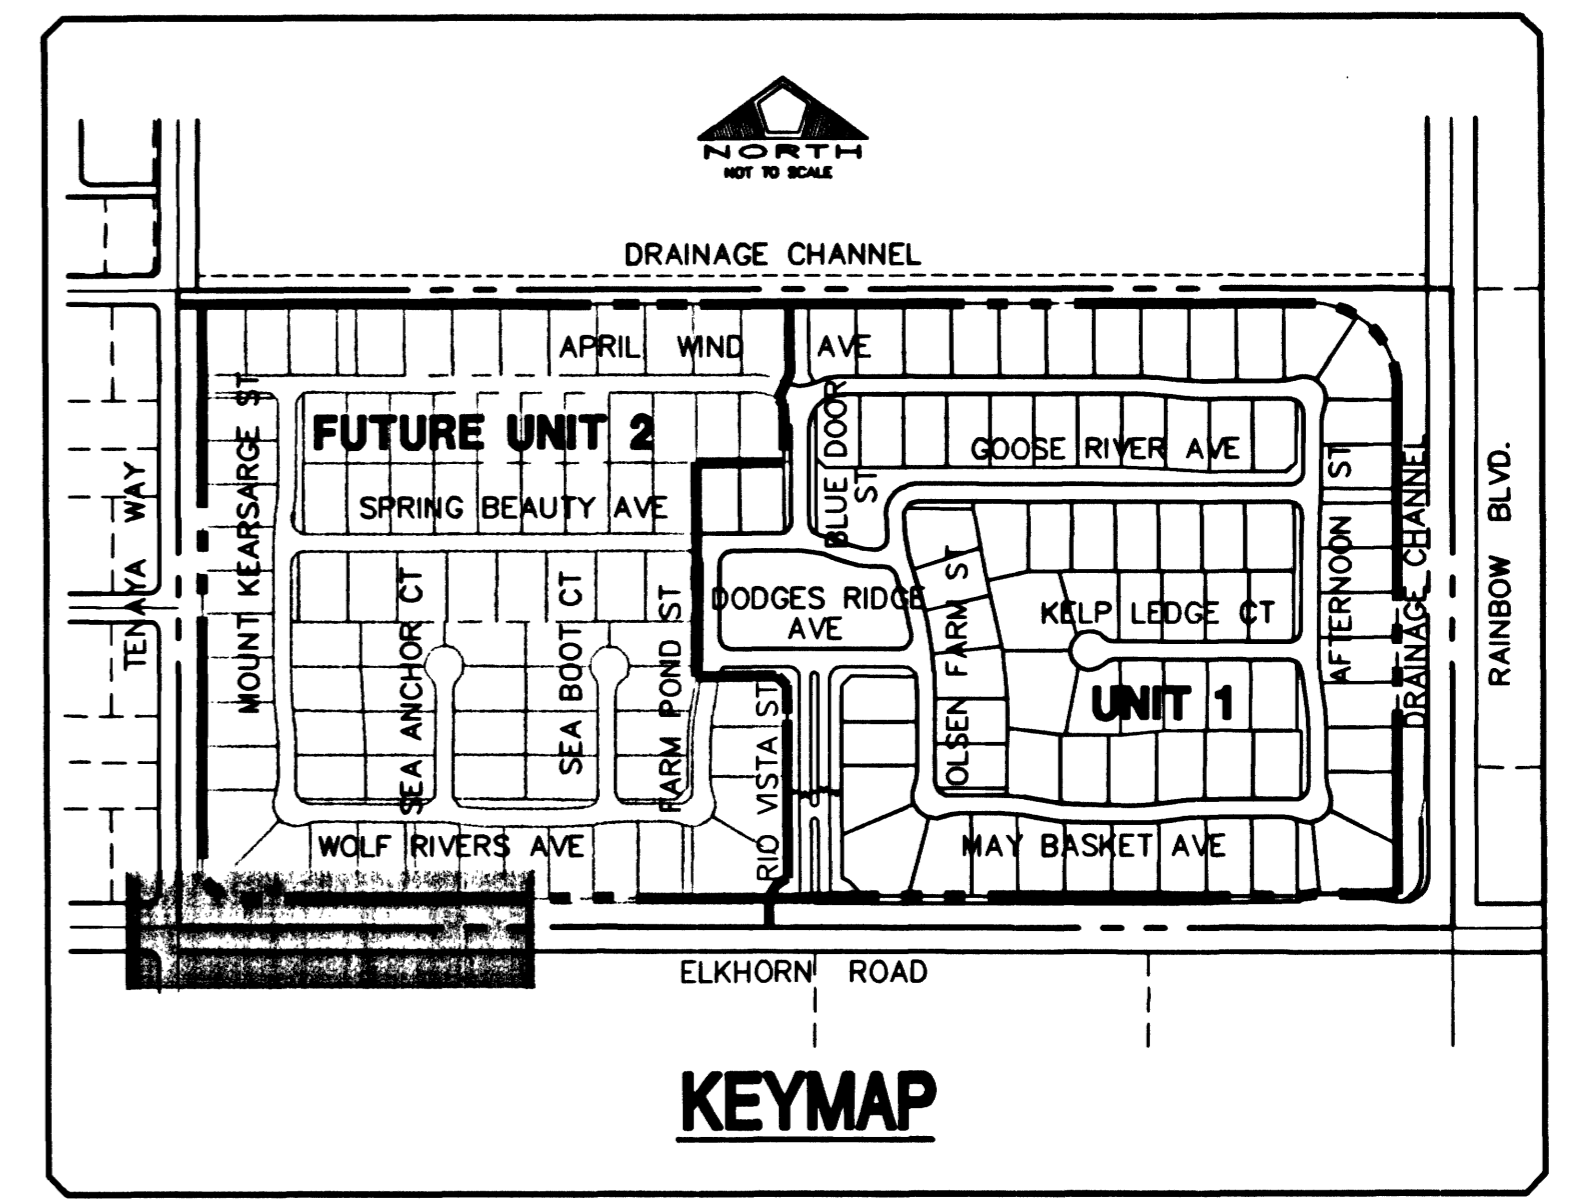 NORTH
NOT TO SCALE
DRAINAGE CHANNEL
APRIL WIND AVE
FUTURE UNIT 2
BLUE DOOR
ST
GOOSE RIVER AVE
SPRING BEAUTY AVE
TENAYA WAY
MOUNT KEARSARGE ST
SEA ANCHOR CT
SEA BOOT CT
FARM POND ST
DODGES RIDGE
AVE
OLSEN FARM ST
KELP LEDGE CT
UNIT 1
AFTERNOON ST
DRAINAGE CHANNEL
RAINBOW BLVD.
RIO VISTA ST
WOLF RIVERS AVE
MAY BASKET AVE
ELKHORN ROAD
KEYMAP